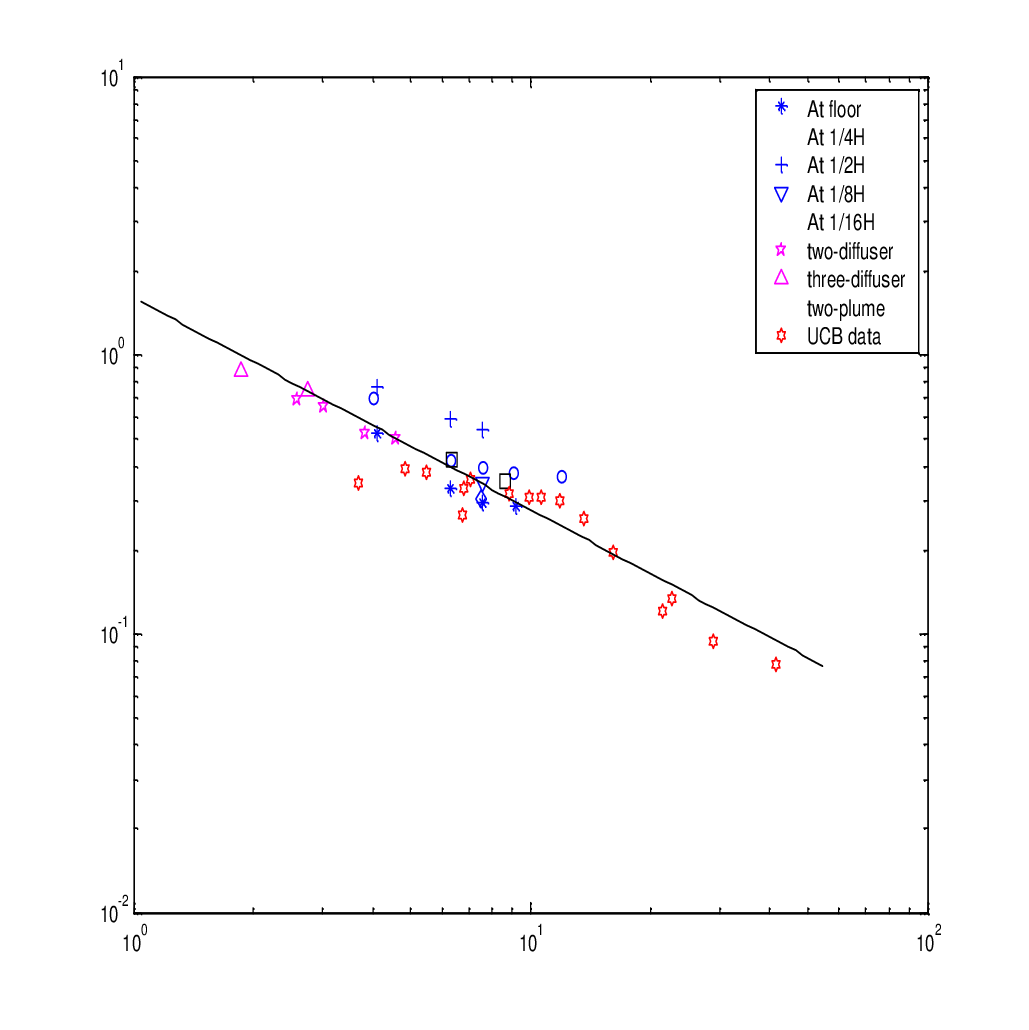 10^1
At floor
At 1/4H
At 1/2H
At 1/8H
At 1/16H
two-diffuser
three-diffuser
two-plume
UCB data
10^0
10^-1
10^-2
10^0 10^1 10^2